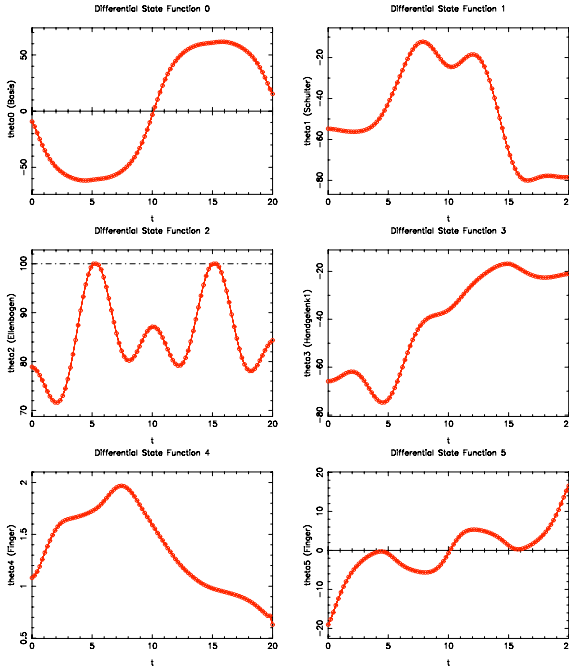 Differential State Function 0
theta0 (Basis)
50
0
−50
0 5 10 15 20
t
Differential State Function 1
theta1 (Schulter)
−20
−40
−60
−80
0 5 10 15 20
t
Differential State Function 2
theta2 (Ellenbogen)
100
90
80
70
0 5 10 15 20
t
Differential State Function 3
theta3 (Handgelenk1)
−20
−40
−60
−80
0 5 10 15 20
t
Differential State Function 4
theta4 (Finger)
2
1.5
1
0.5
0 5 10 15 20
t
Differential State Function 5
theta5 (Finger)
20
10
0
−10
−20
0 5 10 15 20
t